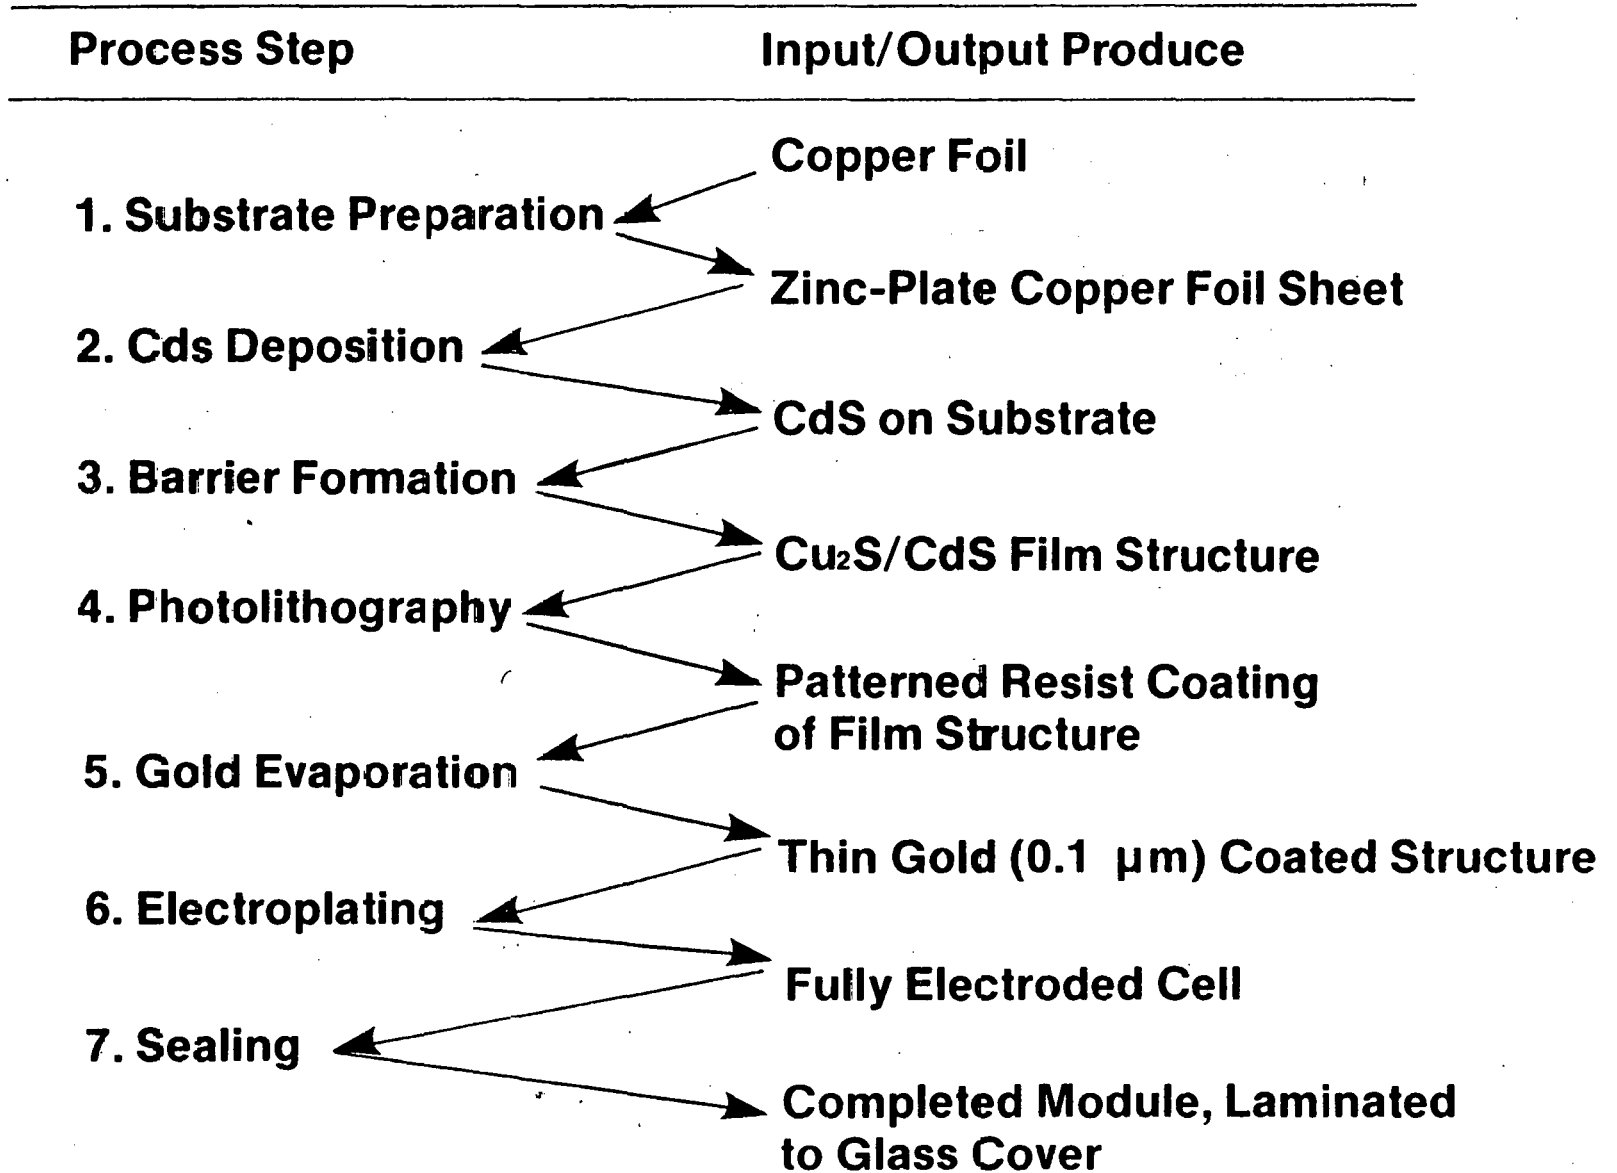 Process Step Input/Output Produce
Copper Foil
1. Substrate Preparation
Zinc-Plate Copper Foil Sheet
2. Cds Deposition
CdS on Substrate
3. Barrier Formation
Cu₂S/CdS Film Structure
4. Photolithography
Patterned Resist Coating
of Film Structure
5. Gold Evaporation
Thin Gold (0.1 μm) Coated Structure
6. Electroplating
Fully Electroded Cell
7. Sealing
Completed Module, Laminated
to Glass Cover